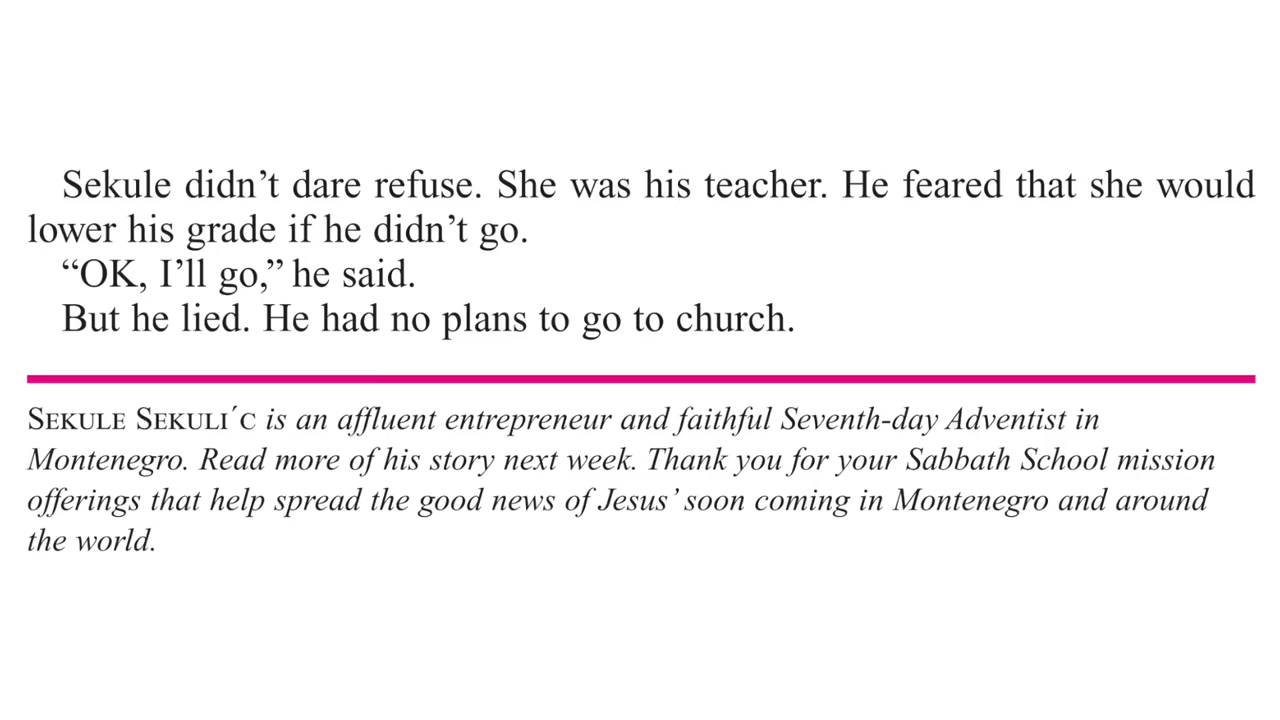 Sekule didn’t dare refuse. She was his teacher. He feared that she would
lower his grade if he didn’t go.
“OK, I’ll go,” he said.
But he lied. He had no plans to go to church.
Sekule Sekuli´c is an affluent entrepreneur and faithful Seventh-day Adventist in
Montenegro. Read more of his story next week. Thank you for your Sabbath School mission
offerings that help spread the good news of Jesus’ soon coming in Montenegro and around
the world.